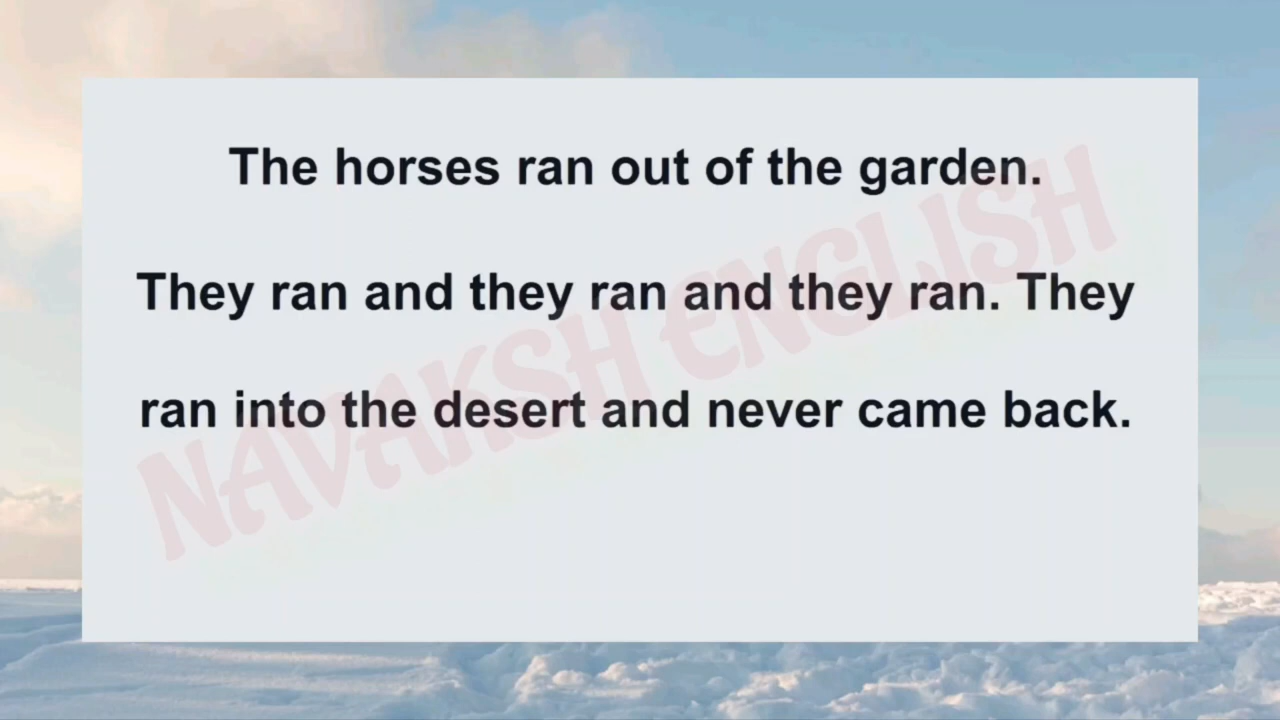 The horses ran out of the garden.
They ran and they ran and they ran. They
ran into the desert and never came back.
NAVAKSH ENGLISH